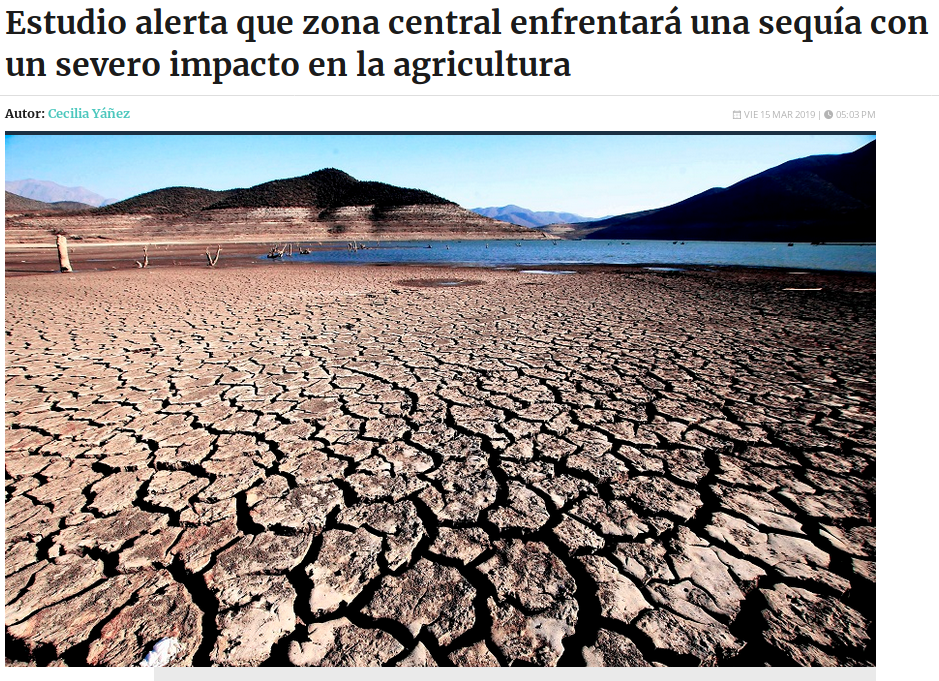 Estudio alerta que zona central enfrentará una sequía con
un severo impacto en la agricultura
Autor: Cecilia Yáñez
VIE 15 MAR 2019 | 05:03 PM